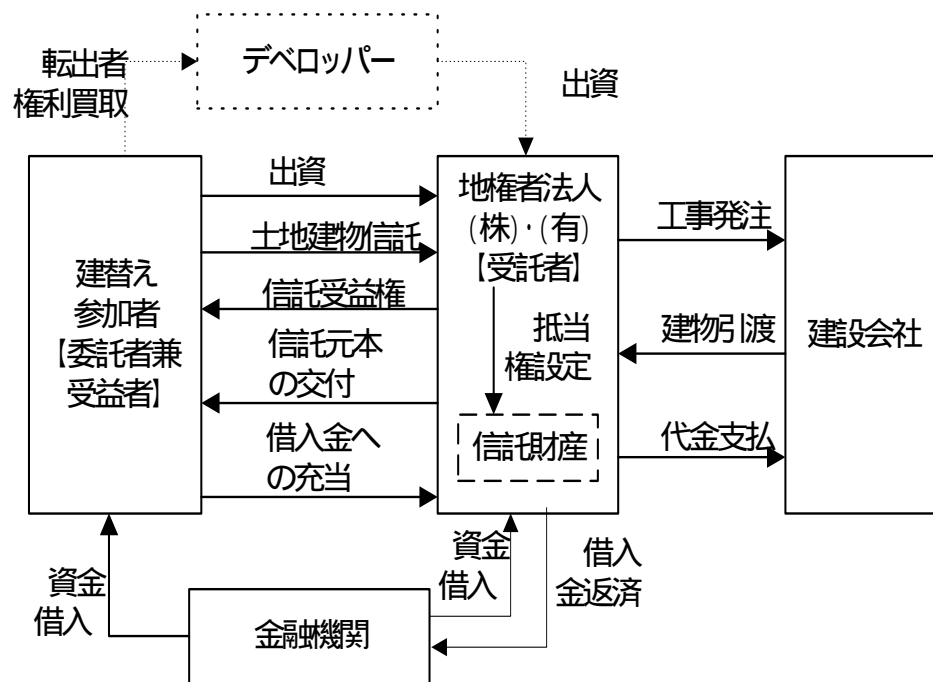 デベロッパー
転出者
権利買取
出資
建替え
参加者
【委託者兼
受益者】
出資
土地建物信託
信託受益権
信託元本
の交付
借入金へ
の充当
地権者法人
(株)・(有)
【受託者】
抵当
権設定
信託財産
工事発注
建物引渡
代金支払
建設会社
資金
借入
資金
借入
借入
金返済
金融機関